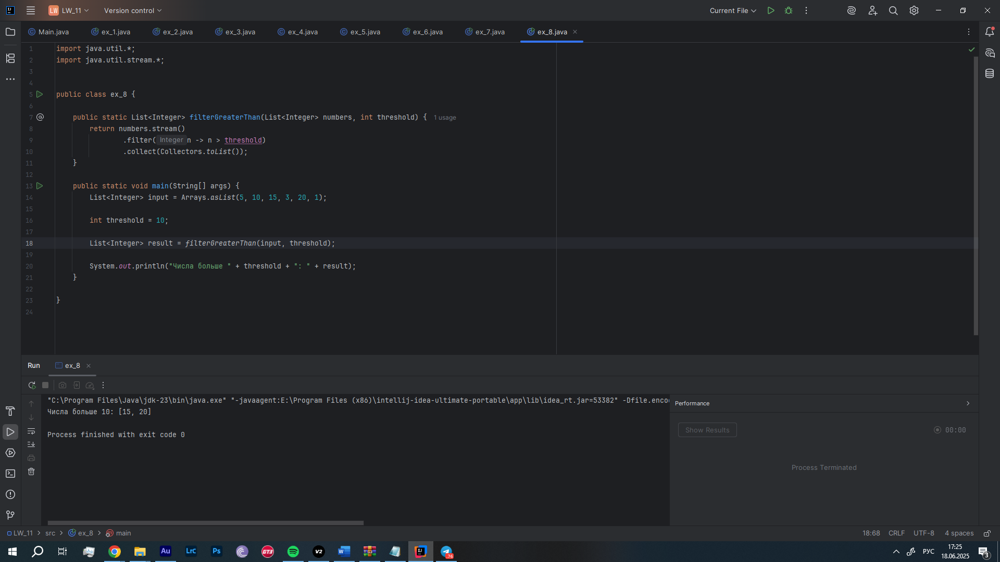 LW LW_11 Version control Current File
Main.java ex_1.java ex_2.java ex_3.java ex_4.java ex_5.java ex_6.java ex_7.java ex_8.java
1 import java.util.*;
2 import java.util.stream.*;
3
4
5 public class ex_8 {
6
7 public static List<Integer> filterGreaterThan(List<Integer> numbers, int threshold) { 1 usage
8 return numbers.stream()
9 .filter( Integer n -> n > threshold)
10 .collect(Collectors.toList());
11 }
12
13 public static void main(String[] args) {
14 List<Integer> input = Arrays.asList(5, 10, 15, 3, 20, 1);
15
16 int threshold = 10;
17
18 List<Integer> result = filterGreaterThan(input, threshold);
19
20 System.out.println("Числа больше " + threshold + ": " + result);
21 }
22
23 }
24
Run ex_8
"C:\Program Files\Java\jdk-23\bin\java.exe" "-javaagent:E:\Program Files (x86)\intellij-idea-ultimate-portable\app\lib\idea_rt.jar=53382" -Dfile.enco
Числа больше 10: [15, 20]
Process finished with exit code 0
Performance
Show Results 00:00
Process Terminated
LW_11 src ex_8 main 18:68 CRLF UTF-8 4 spaces
Au LrC Ps GT3 V2 W IJ .76 РУС 17:25
18.06.2025 3